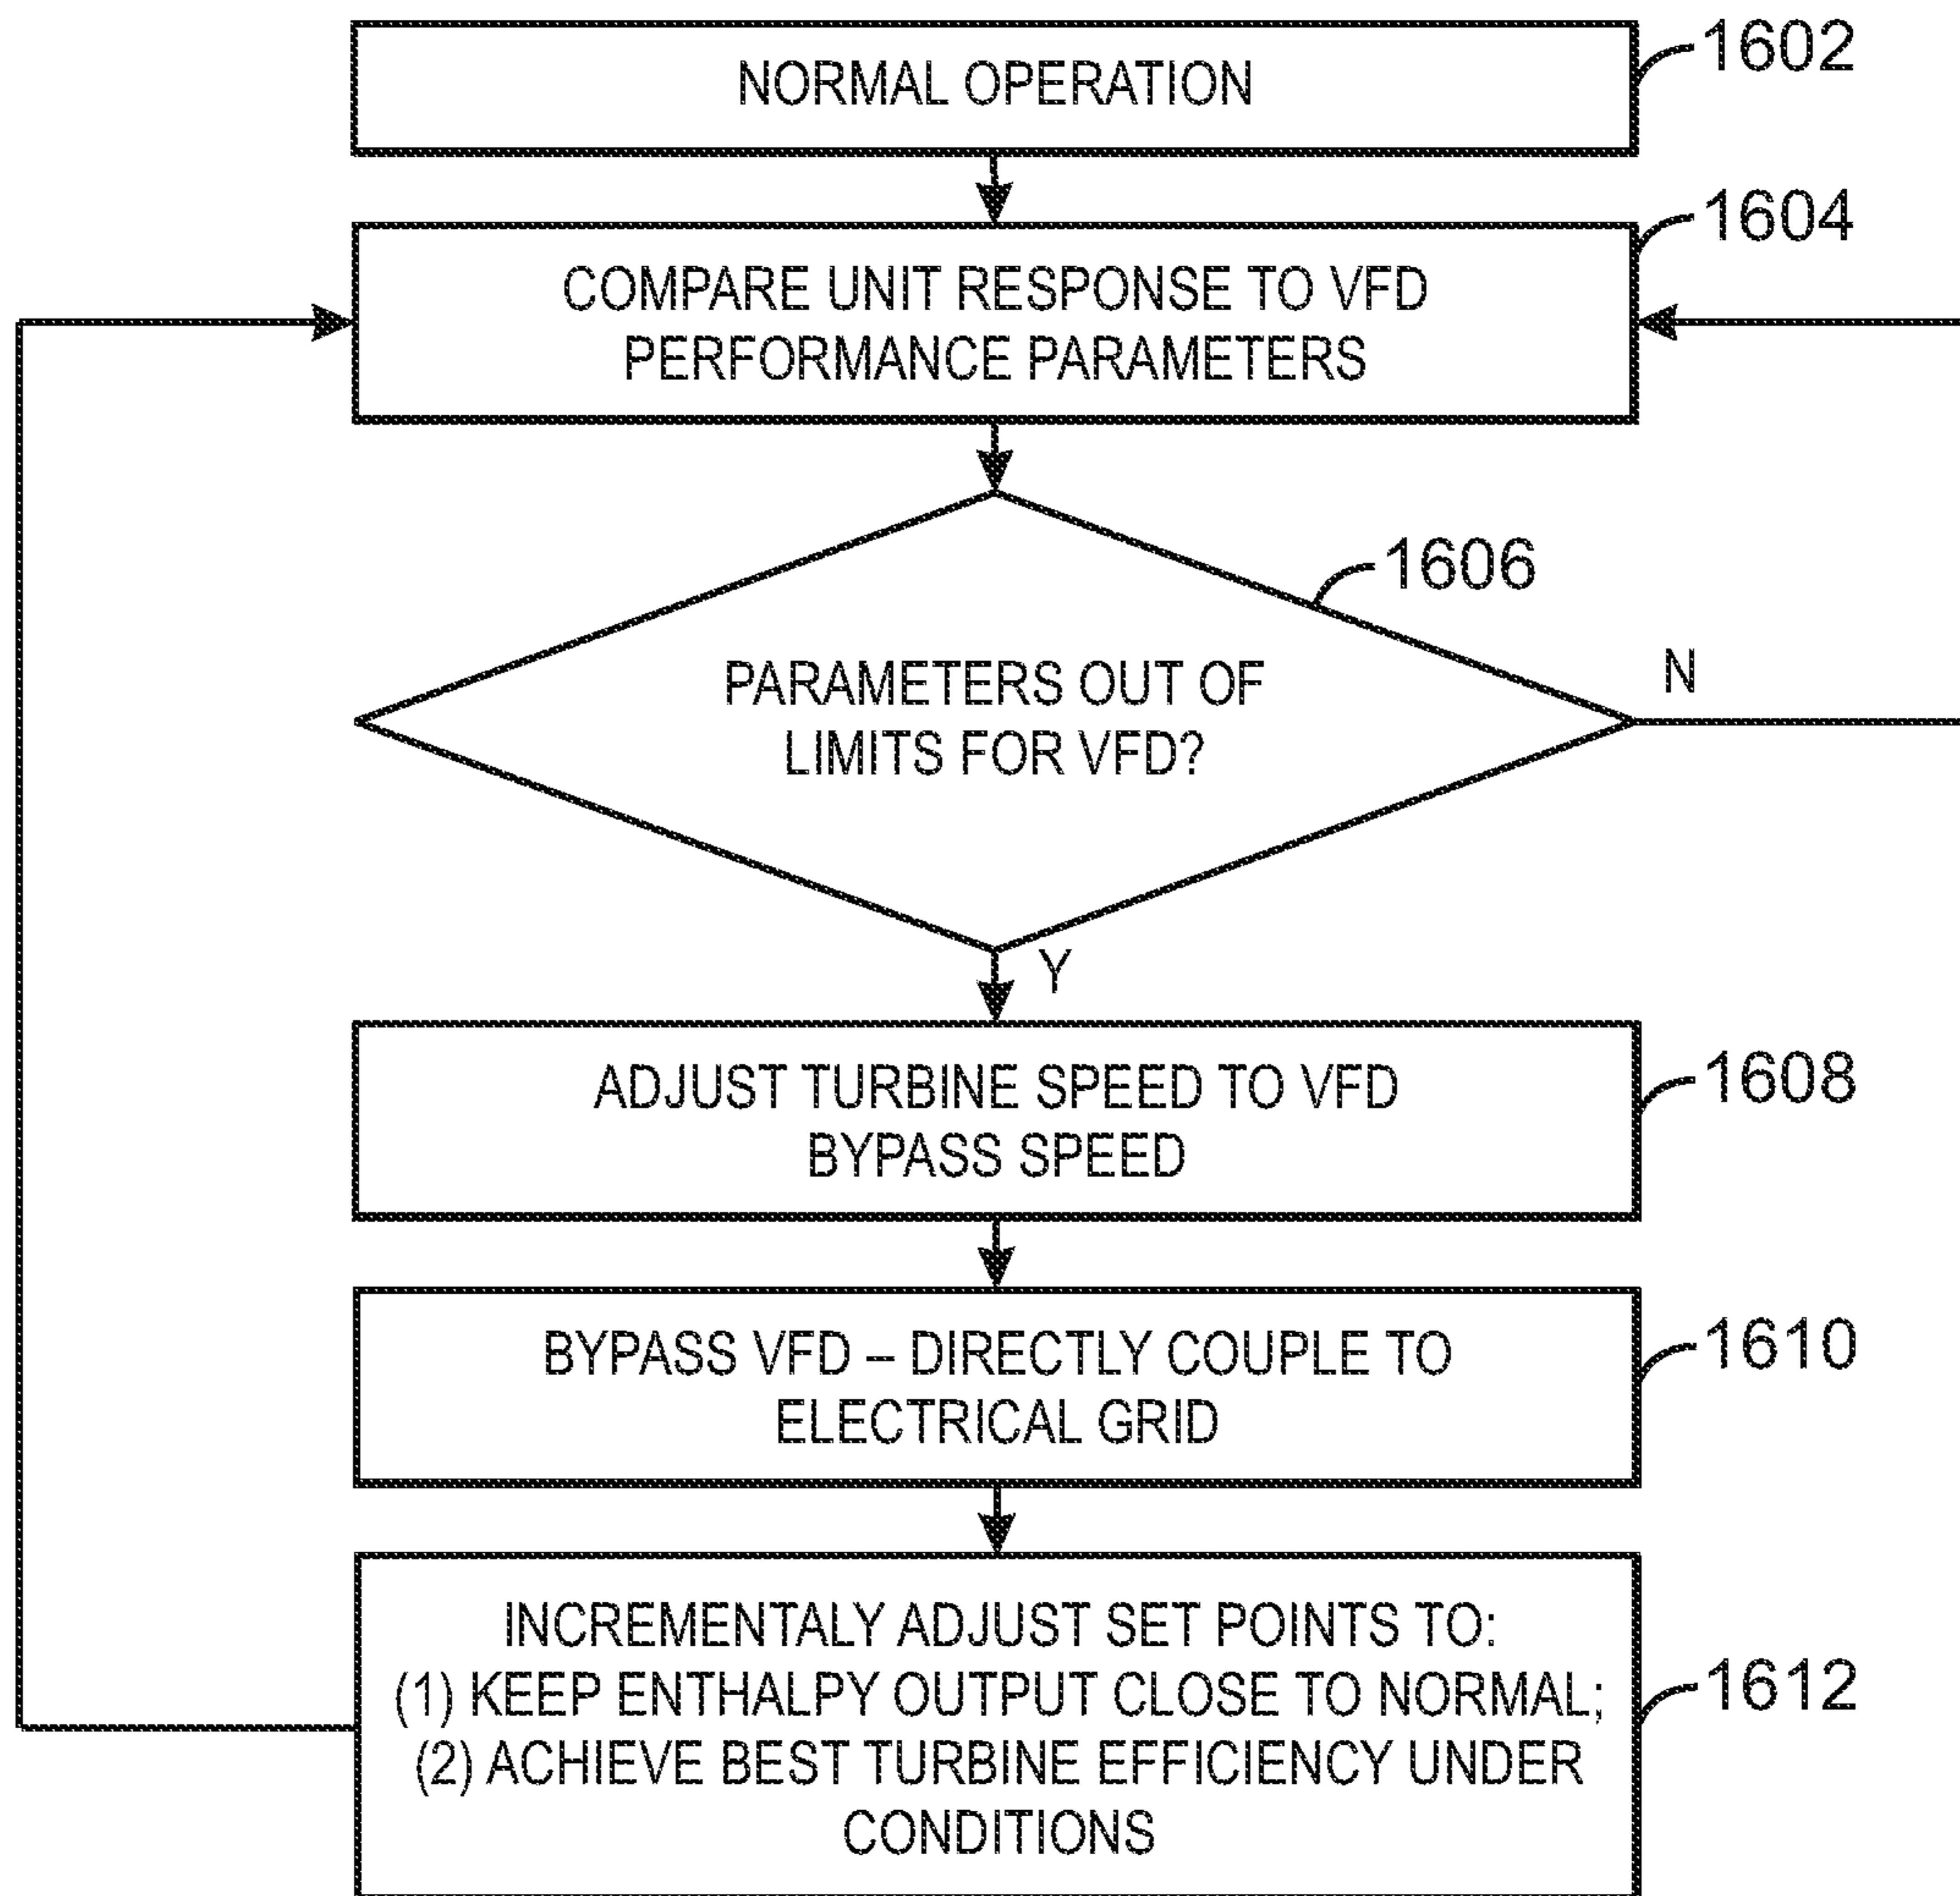 NORMAL OPERATION
1602
COMPARE UNIT RESPONSE TO VFD
PERFORMANCE PARAMETERS
1604
PARAMETERS OUT OF
LIMITS FOR VFD?
1606
N
Y
ADJUST TURBINE SPEED TO VFD
BYPASS SPEED
1608
BYPASS VFD – DIRECTLY COUPLE TO
ELECTRICAL GRID
1610
INCREMENTALY ADJUST SET POINTS TO:
(1) KEEP ENTHALPY OUTPUT CLOSE TO NORMAL;
(2) ACHIEVE BEST TURBINE EFFICIENCY UNDER
CONDITIONS
1612